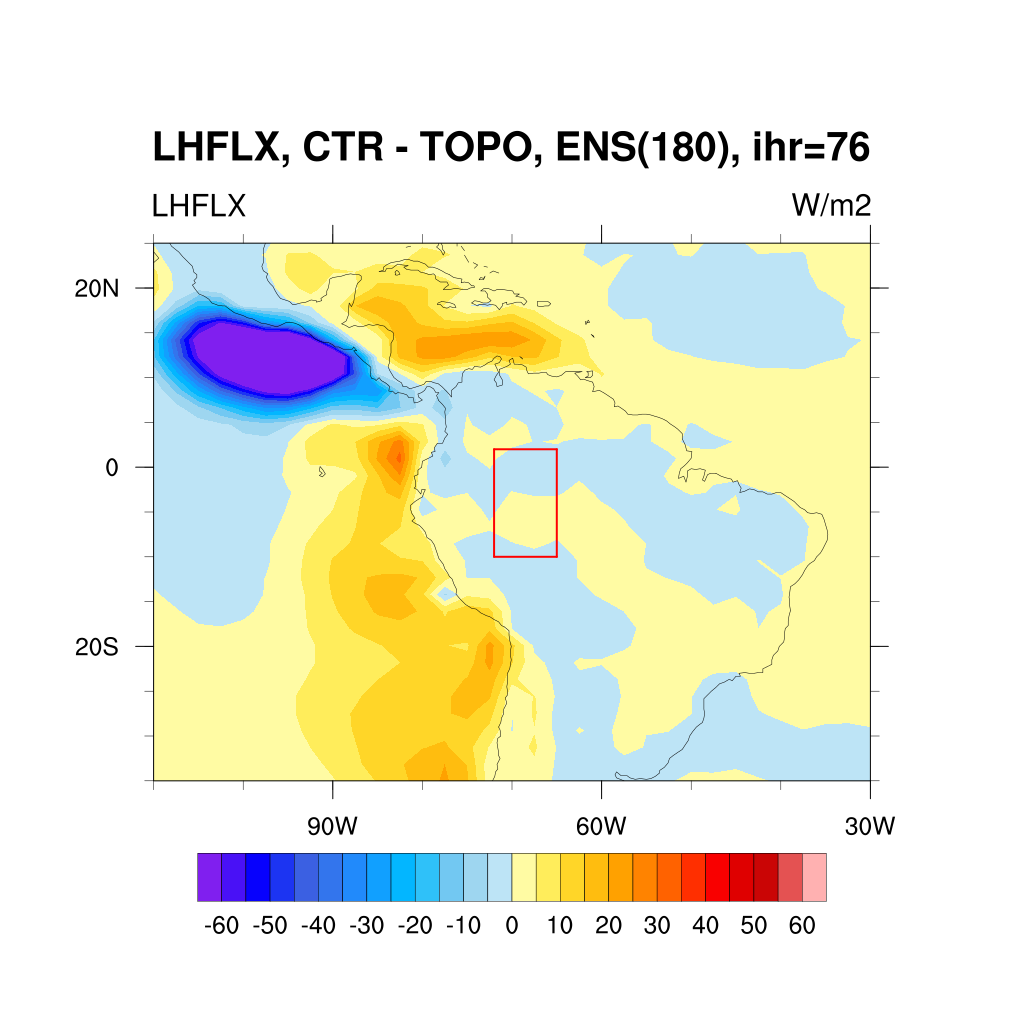 LHFLX, CTR - TOPO, ENS(180), ihr=76
LHFLX W/m2
20N
0
20S
90W 60W 30W
-60 -50 -40 -30 -20 -10 0 10 20 30 40 50 60